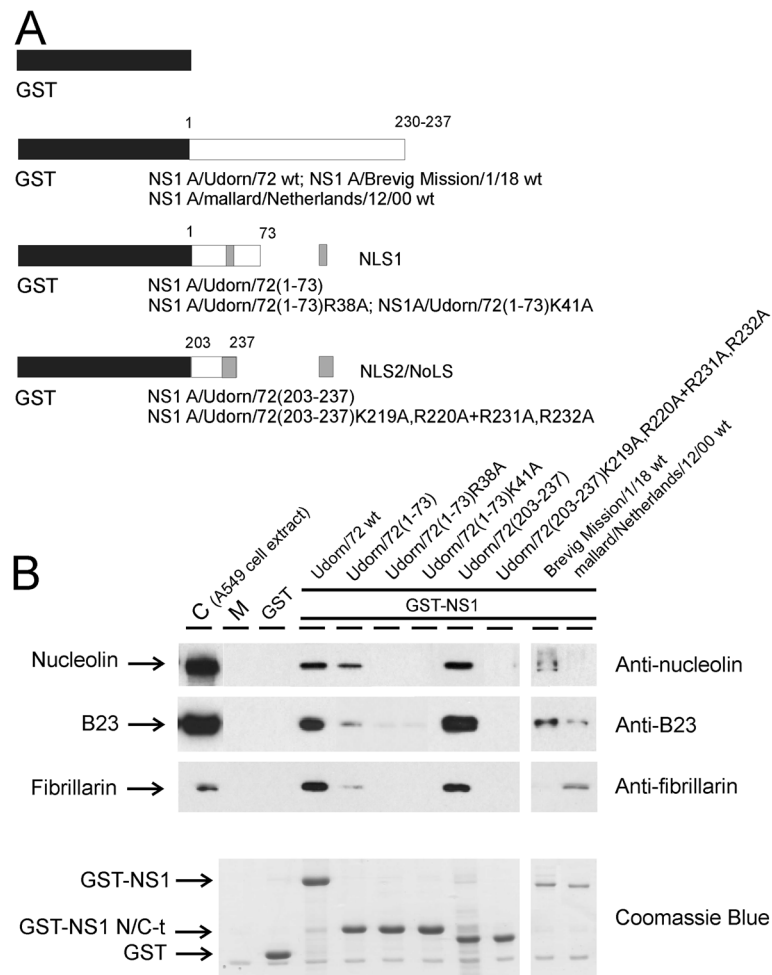 A
GST
1 230-237
GST NS1 A/Udorn/72 wt; NS1 A/Brevig Mission/1/18 wt
NS1 A/mallard/Netherlands/12/00 wt
1 73
NLS1
GST NS1 A/Udorn/72(1-73)
NS1 A/Udorn/72(1-73)R38A; NS1A/Udorn/72(1-73)K41A
203 237
NLS2/NoLS
GST NS1 A/Udorn/72(203-237)
NS1 A/Udorn/72(203-237)K219A,R220A+R231A,R232A
B
C (A549 cell extract)
M
GST
Udorn/72 wt
Udorn/72(1-73)
Udorn/72(1-73)R38A
Udorn/72(1-73)K41A
Udorn/72(203-237)
Udorn/72(203-237)K219A,R220A+R231A,R232A
Brevig Mission/1/18 wt
mallard/Netherlands/12/00 wt
GST-NS1
Nucleolin Anti-nucleolin
B23 Anti-B23
Fibrillarin Anti-fibrillarin
GST-NS1
GST-NS1 N/C-t Coomassie Blue
GST